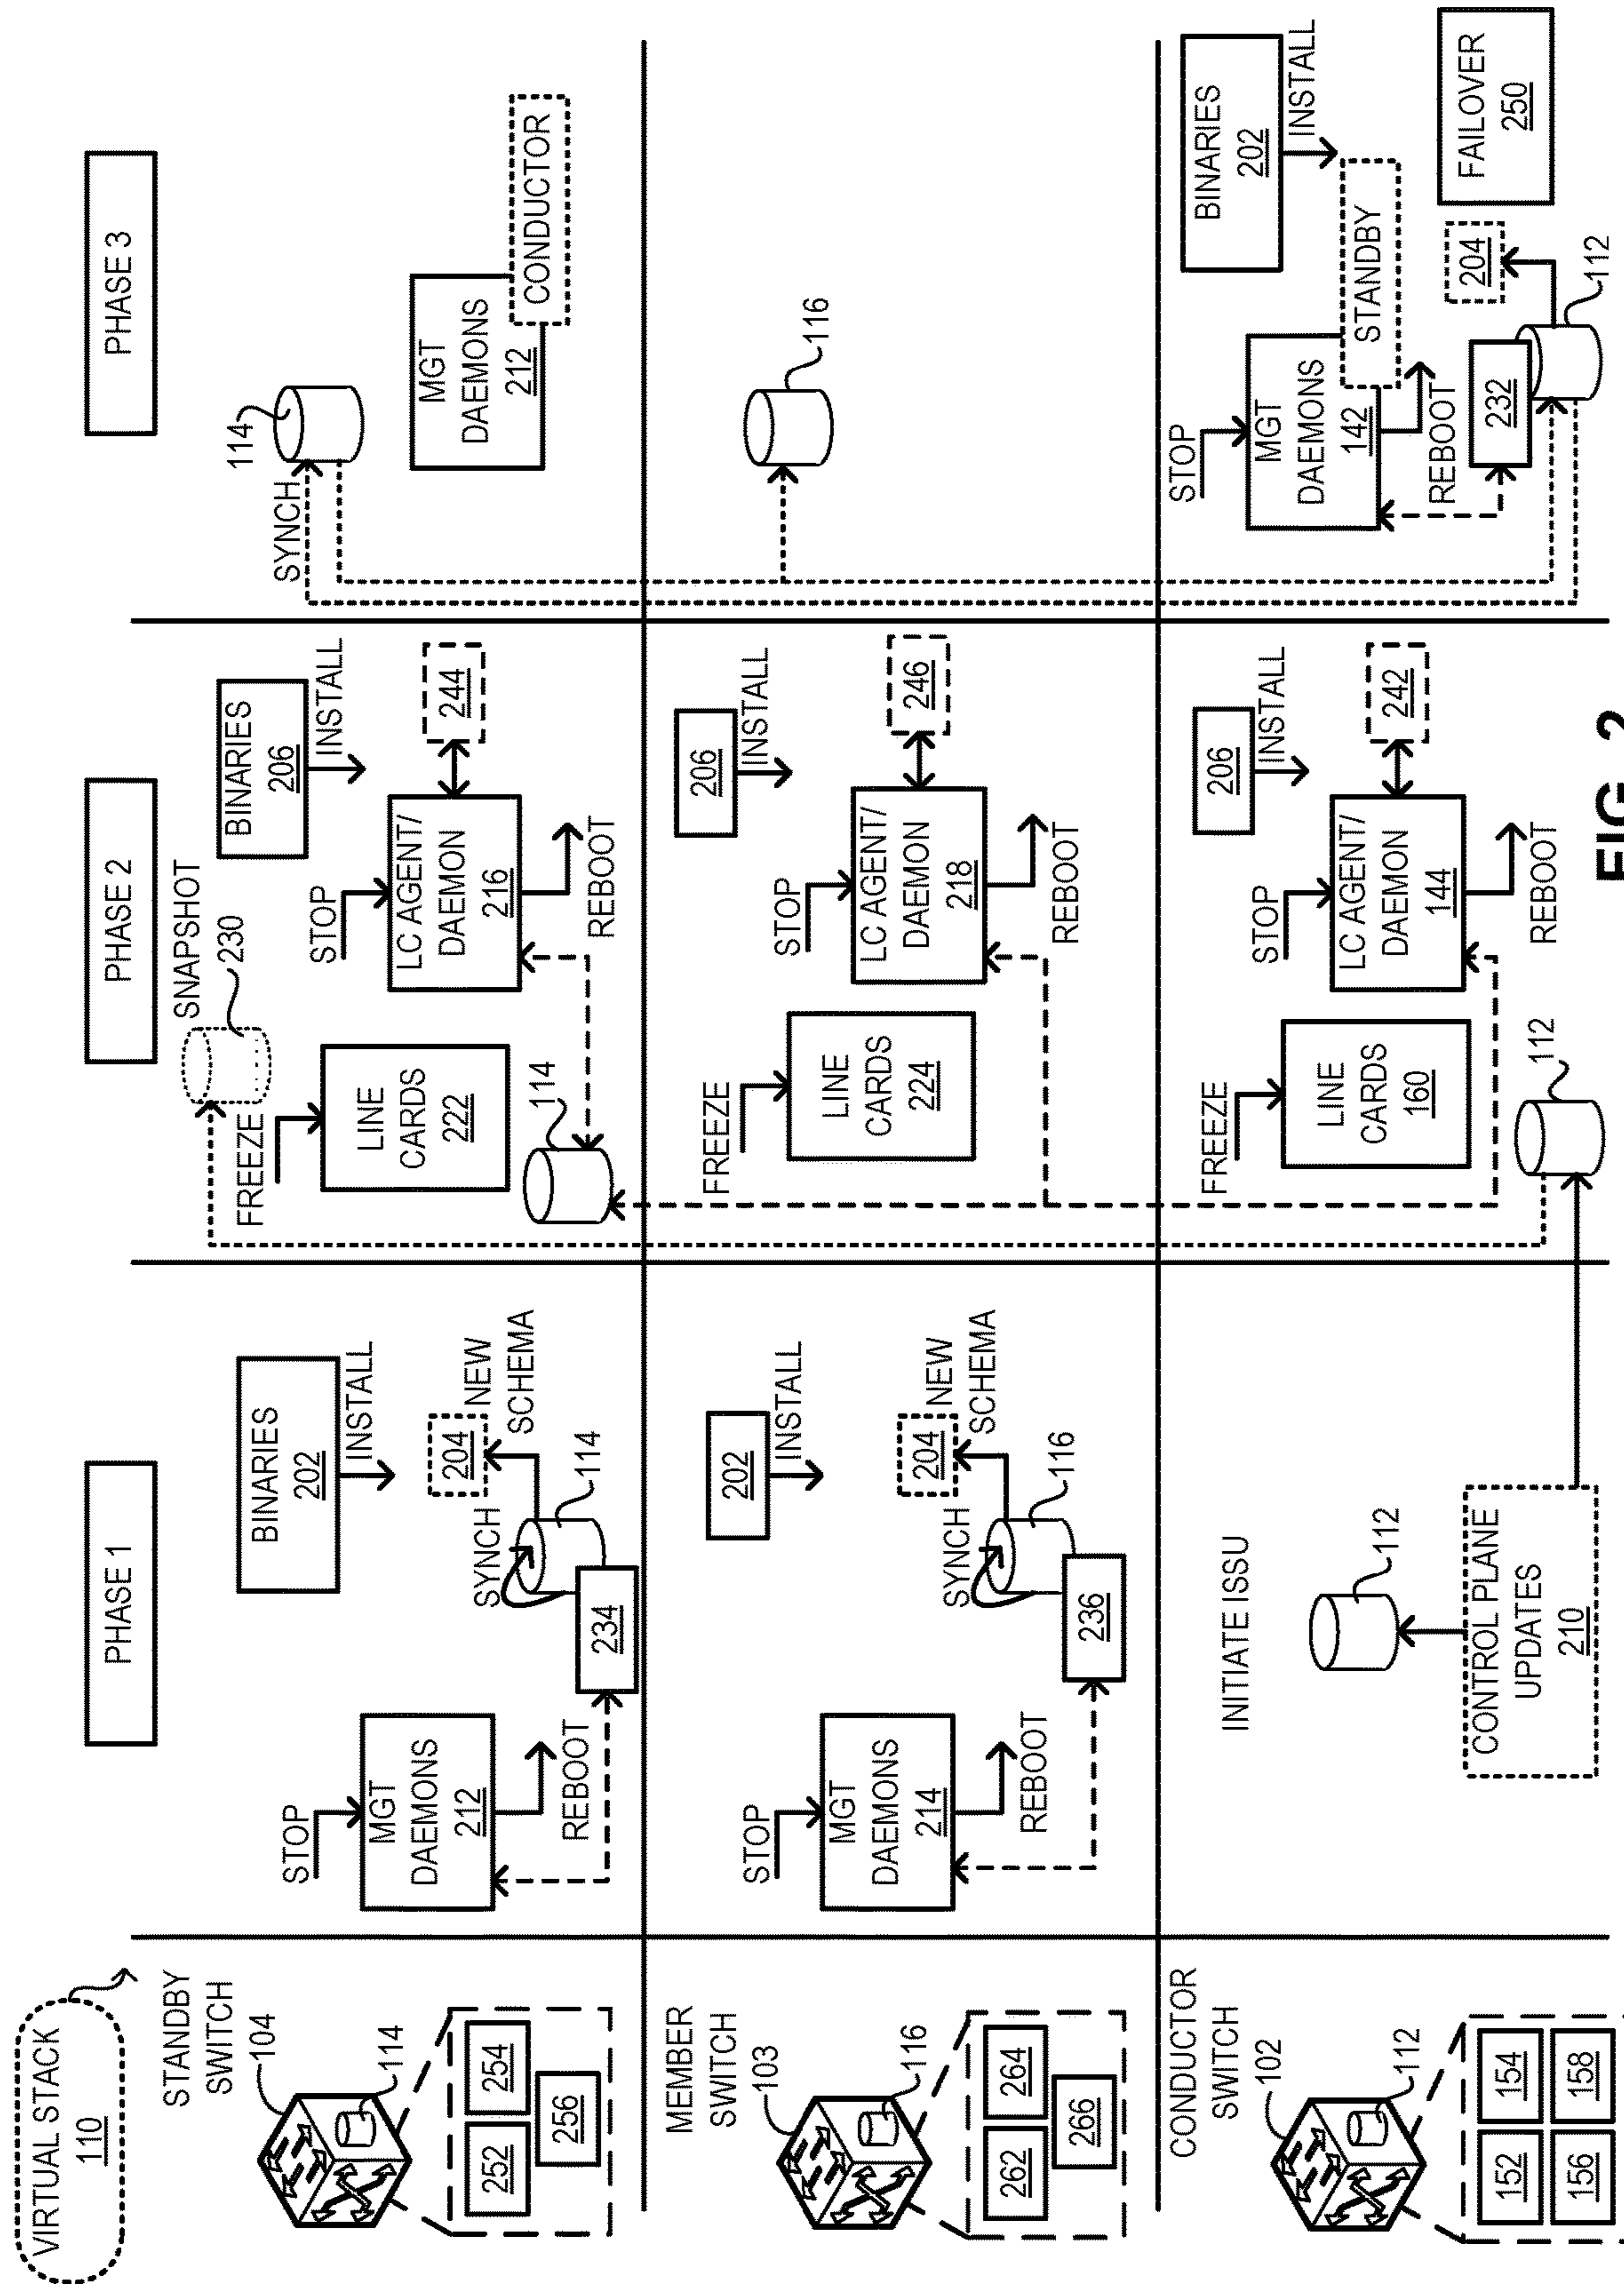 VIRTUAL STACK
110
PHASE 1
PHASE 2
PHASE 3
STANDBY
SWITCH
104
114
252
254
256
STOP
MGT
DAEMONS
212
REBOOT
BINARIES
202
INSTALL
204
NEW
SCHEMA
SYNCH
114
234
SNAPSHOT
230
FREEZE
LINE
CARDS
222
114
STOP
LC AGENT/
DAEMON
216
REBOOT
BINARIES
206
INSTALL
244
SYNCH
114
MGT
DAEMONS
212
CONDUCTOR
MEMBER
SWITCH
103
116
262
264
266
STOP
MGT
DAEMONS
214
REBOOT
202
INSTALL
204
NEW
SCHEMA
SYNCH
116
236
FREEZE
LINE
CARDS
224
STOP
LC AGENT/
DAEMON
218
REBOOT
206
INSTALL
246
116
CONDUCTOR
SWITCH
102
112
152
154
156
158
INITIATE ISSU
112
CONTROL PLANE
UPDATES
210
FREEZE
LINE
CARDS
160
112
STOP
LC AGENT/
DAEMON
144
REBOOT
206
INSTALL
242
STOP
MGT
DAEMONS
142
STANDBY
REBOOT
BINARIES
202
INSTALL
232
204
112
FAILOVER
250
FIG. 2